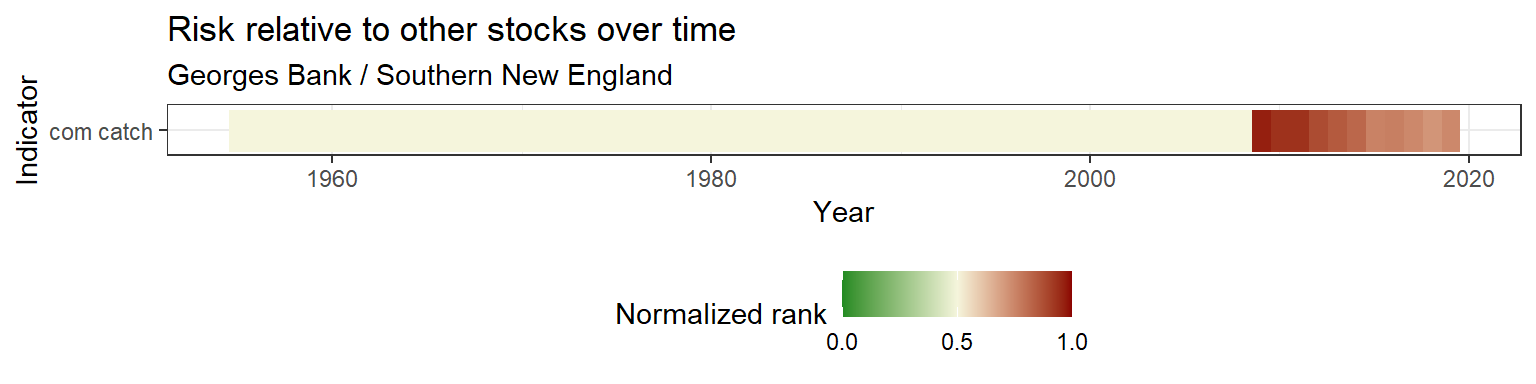 Risk relative to other stocks over time
Georges Bank / Southern New England
Indicator
com catch
1960 1980 2000 2020
Year
Normalized rank
0.0 0.5 1.0